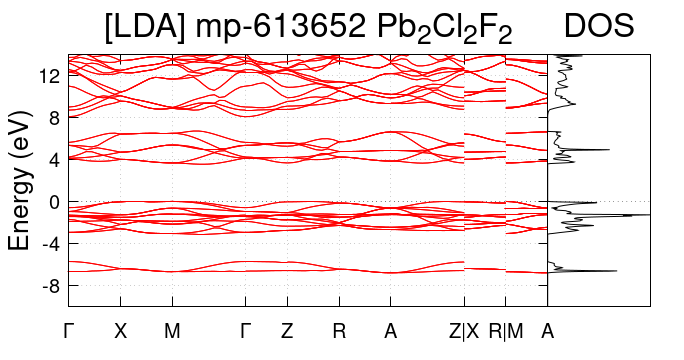 [LDA] mp-613652 Pb₂Cl₂F₂ DOS
Energy (eV)
12
8
4
0
-4
-8
Γ X M Γ Z R A Z|X R|M A